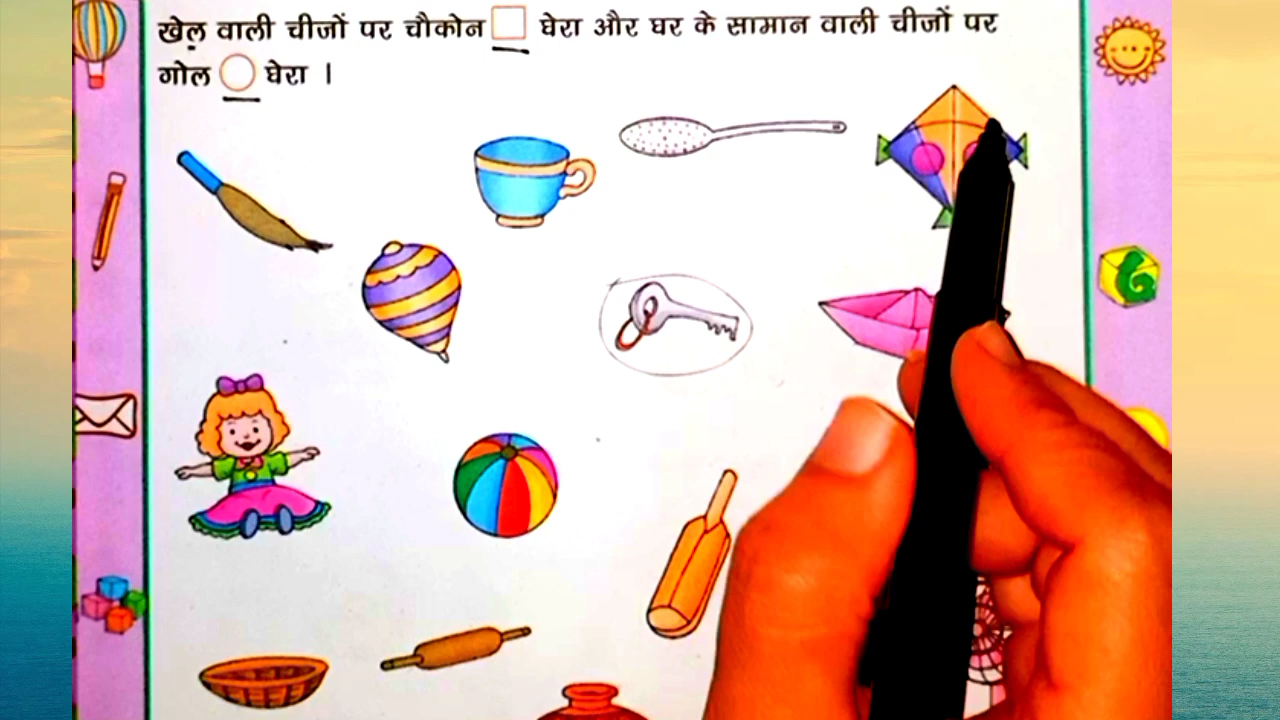 खेल वाली चीजों पर चौकोन घेरा और घर के सामान वाली चीजों पर
गोल घेरा ।